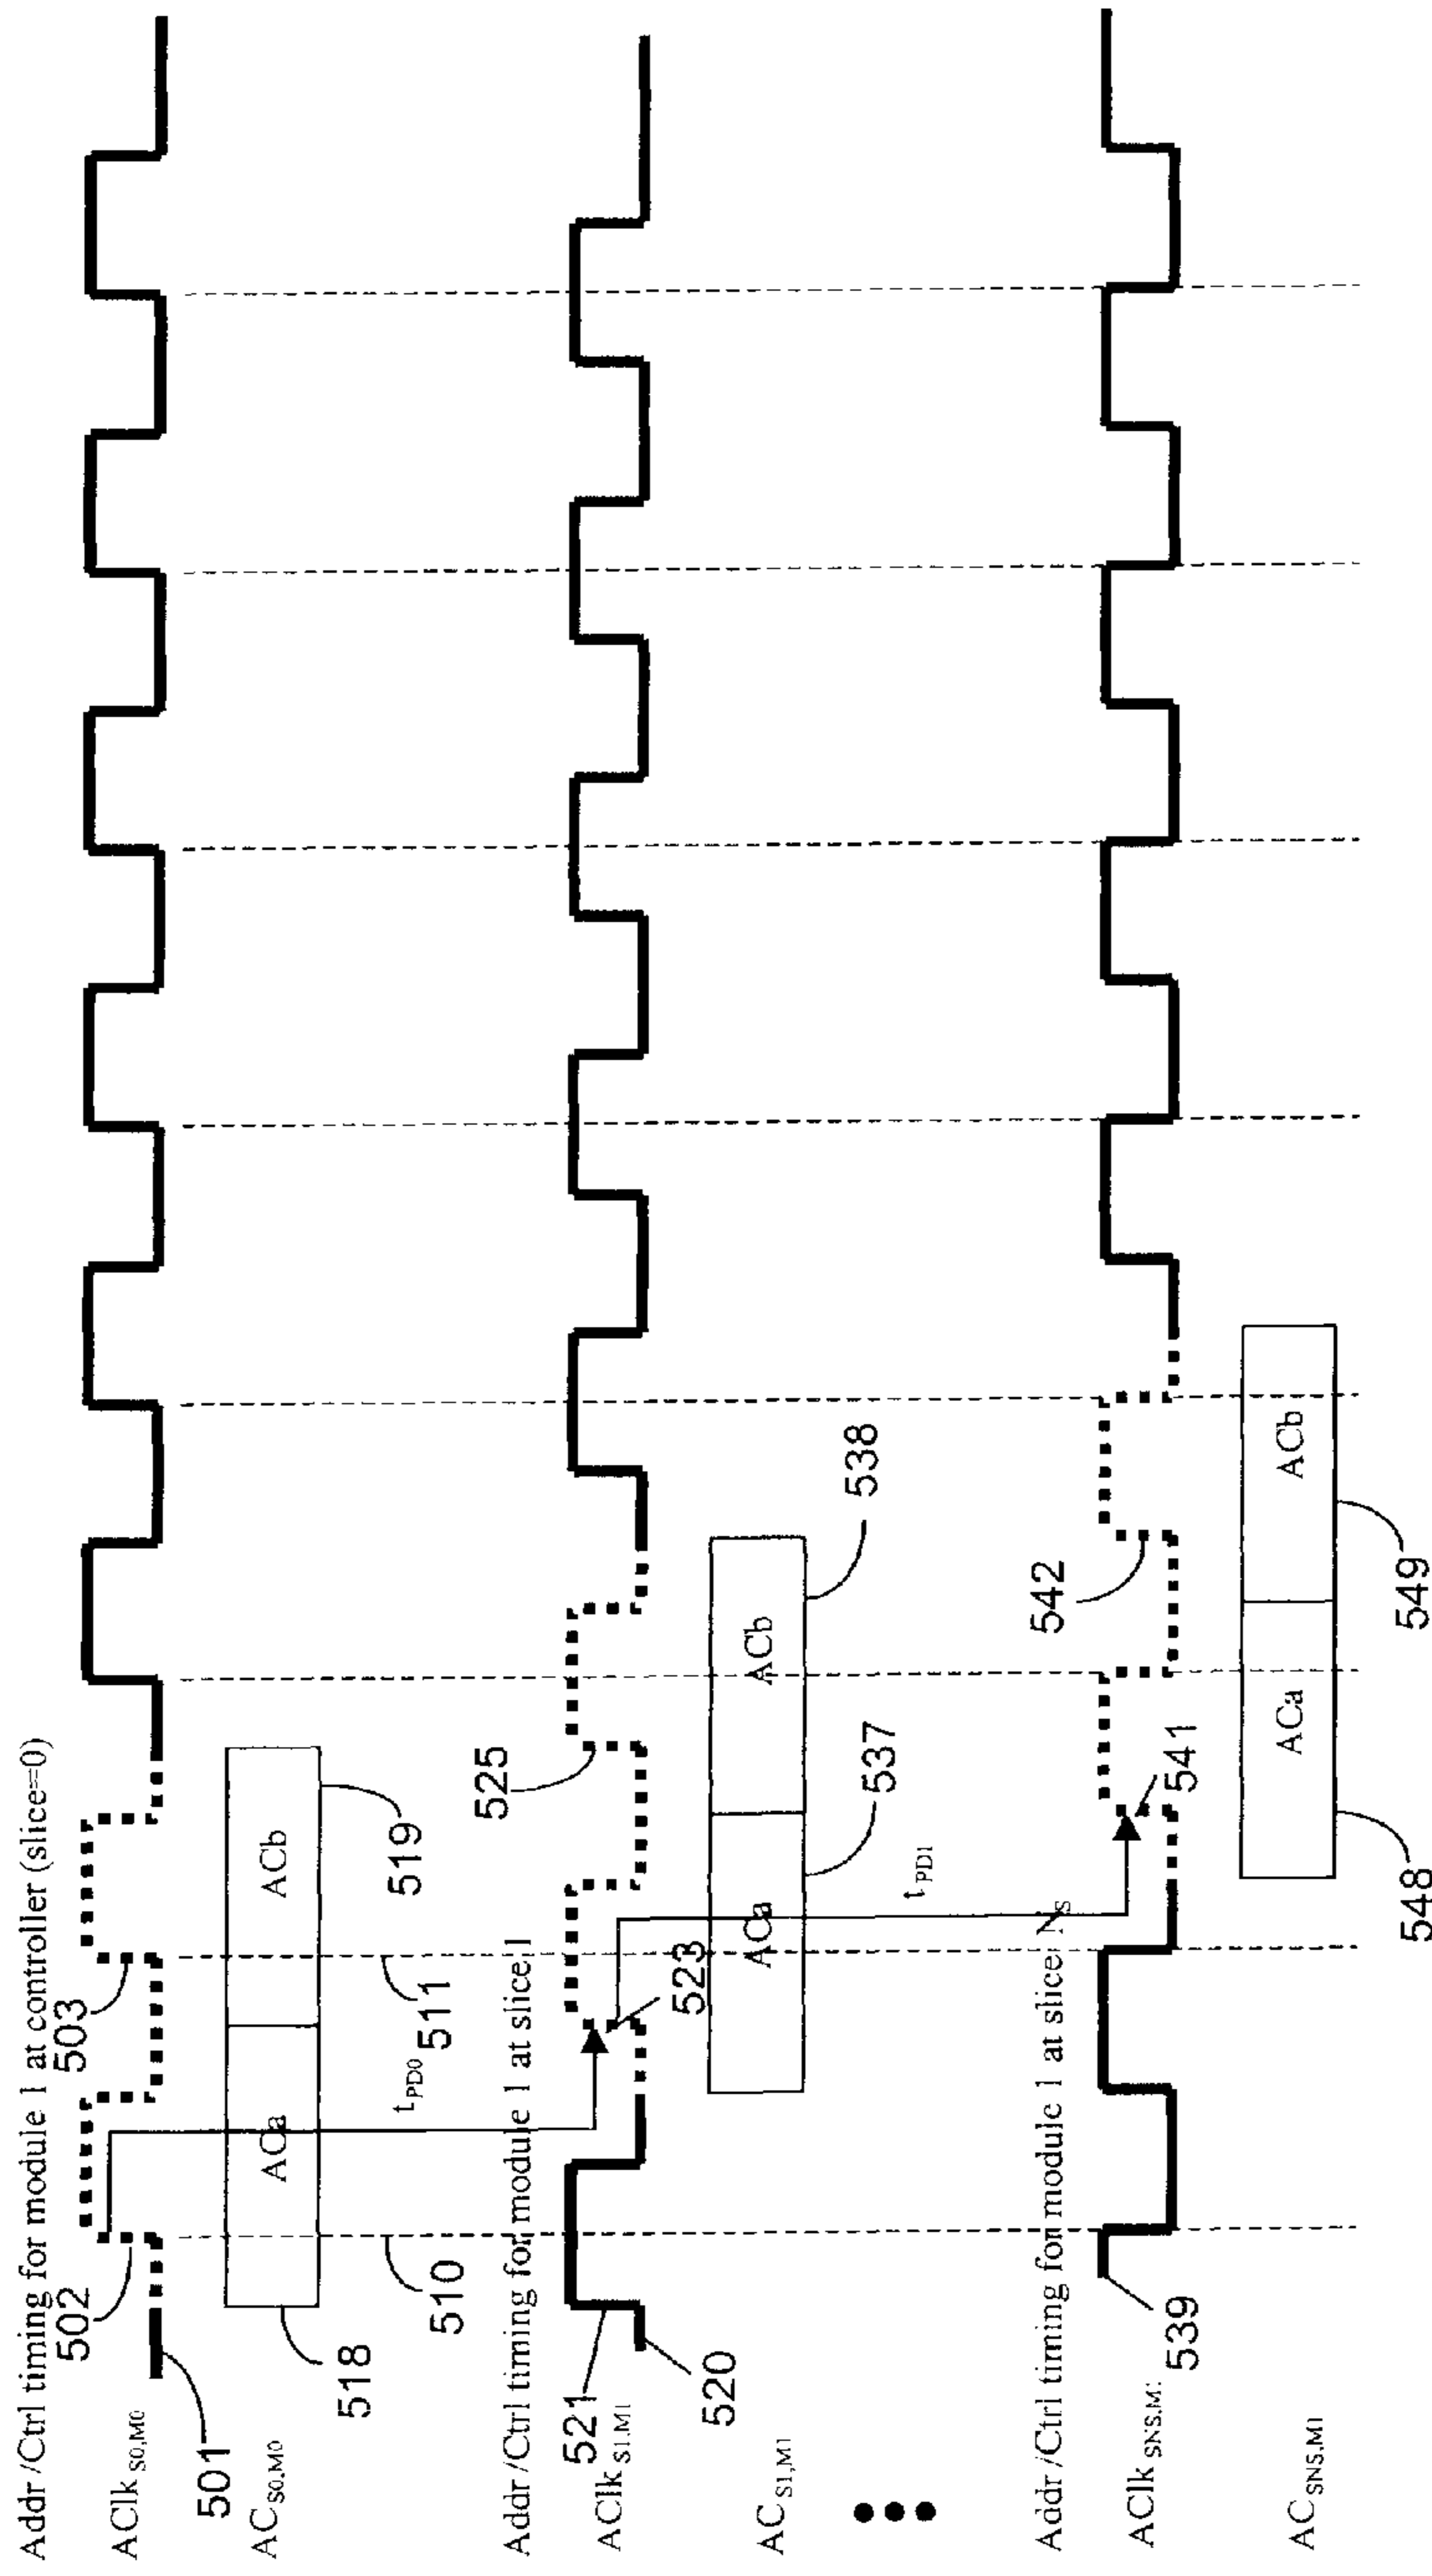 Addr /Ctrl timing for module 1 at controller (slice=0)
502
503
AClk S0,M0
501
AC S0,M0
ACa
ACb
518
519
510
511
tPD0
Addr /Ctrl timing for module 1 at slice 1
525
521
AClk S1,M1
523
520
AC S1,M1
ACa
ACb
537
538
tPD1
Addr /Ctrl timing for module 1 at slice NS
542
AClk SNS,M1
539
541
AC SNS,M1
ACa
ACb
548
549